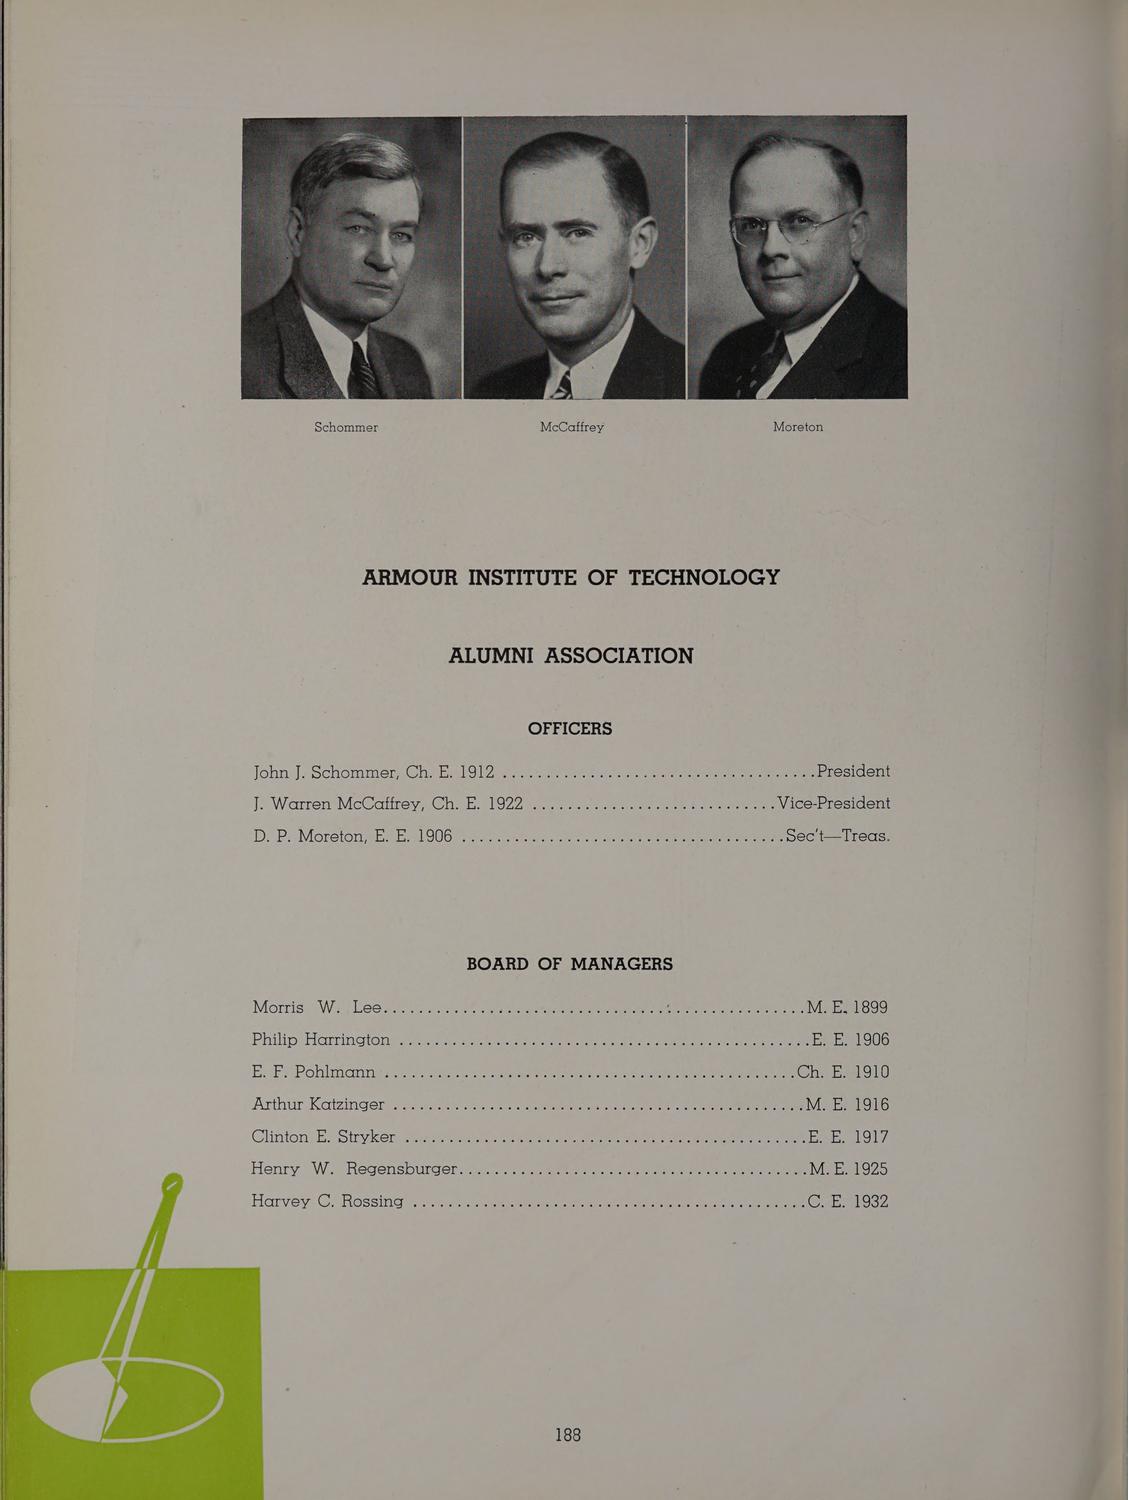 Schommer McCaffrey Moreton
ARMOUR INSTITUTE OF TECHNOLOGY
ALUMNI ASSOCIATION
OFFICERS
John J. Schommer, Ch. E. 1912 ....................................President
J. Warren McCaffrey, Ch. E. 1922 ............................Vice-President
D. P. Moreton, E. E. 1906 .....................................Sec't—Treas.
BOARD OF MANAGERS
Morris W. Lee................................................M. E. 1899
Philip Harrington ...............................................E. E. 1906
E. F. Pohlmann ...............................................Ch. E. 1910
Arthur Katzinger ...............................................M. E. 1916
Clinton E. Stryker ..............................................E. E. 1917
Henry W. Regensburger........................................M. E. 1925
Harvey C. Rossing .............................................C. E. 1932
188